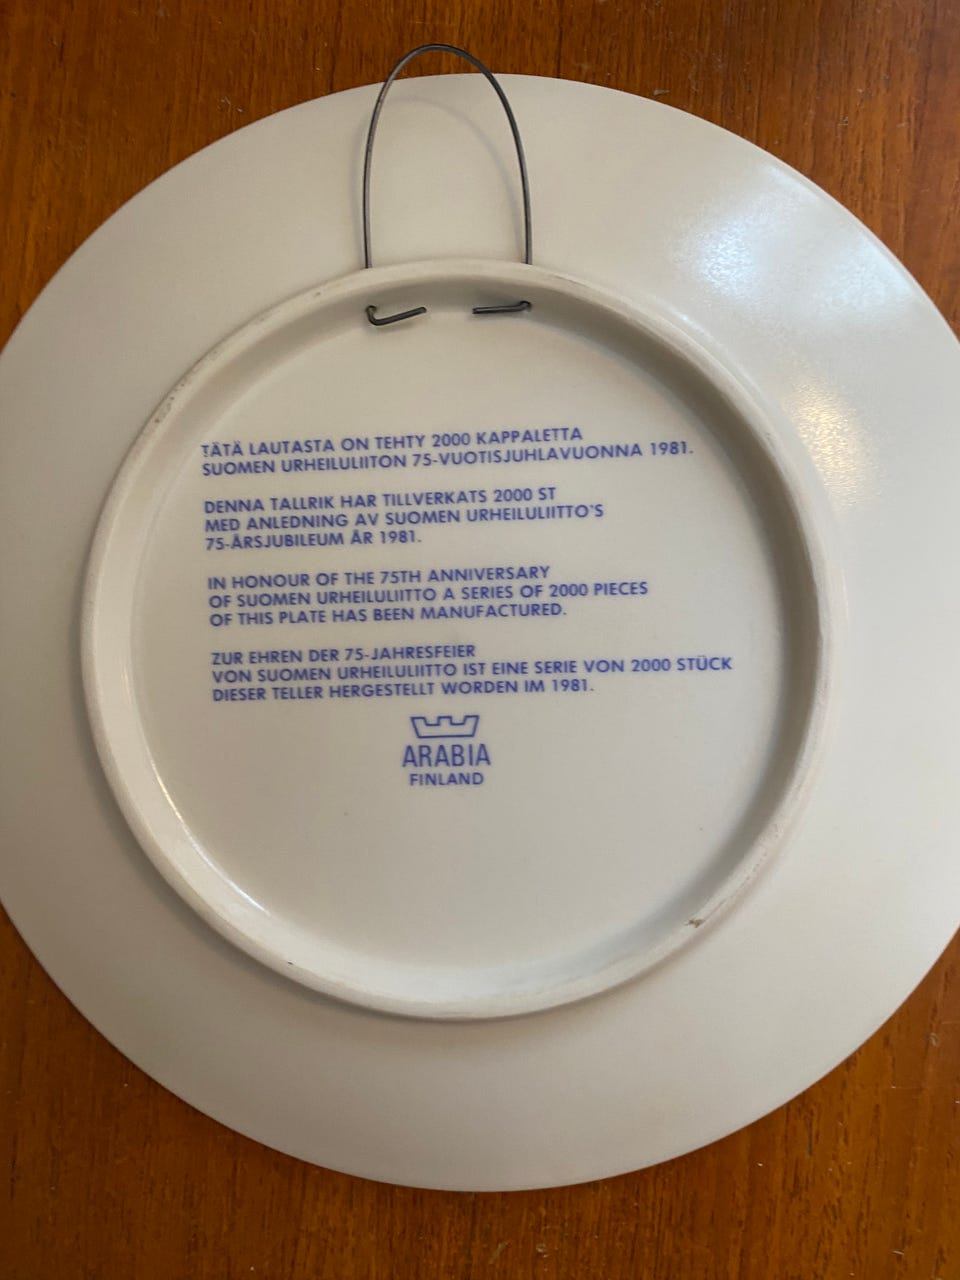 TÄTÄ LAUTASTA ON TEHTY 2000 KAPPALETTA
SUOMEN URHEILULIITON 75-VUOTISJUHLAVUONNA 1981.
DENNA TALLRIK HAR TILLVERKATS 2000 ST
MED ANLEDNING AV SUOMEN URHEILULIITTO'S
75-ÅRSJUBILEUM ÅR 1981.
IN HONOUR OF THE 75TH ANNIVERSARY
OF SUOMEN URHEILULIITTO A SERIES OF 2000 PIECES
OF THIS PLATE HAS BEEN MANUFACTURED.
ZUR EHREN DER 75-JAHRESFEIER
VON SUOMEN URHEILULIITTO IST EINE SERIE VON 2000 STÜCK
DIESER TELLER HERGESTELLT WORDEN IM 1981.
ARABIA
FINLAND